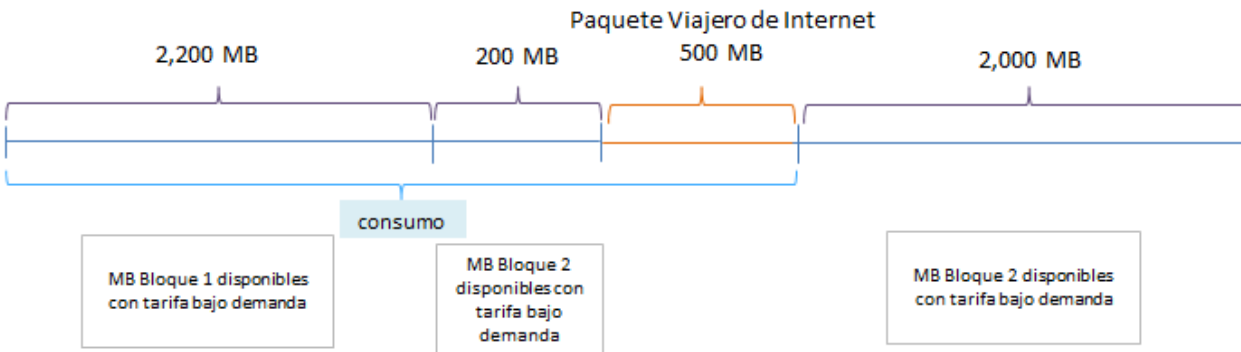 Paquete Viajero de Internet
2,200 MB
200 MB
500 MB
2,000 MB
consumo
MB Bloque 1 disponibles
con tarifa bajo demanda
MB Bloque 2
disponibles con
tarifa bajo
demanda
MB Bloque 2 disponibles
con tarifa bajo demanda